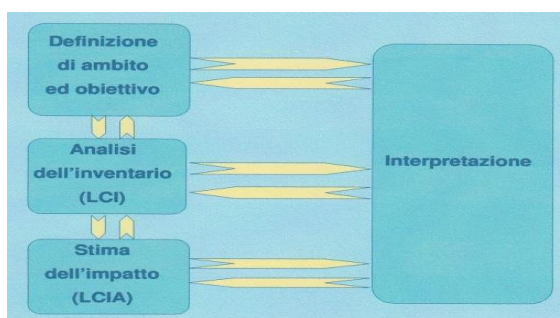 Definizione
di ambito
ed obiettivo
Analisi
dell'inventario
(LCI)
Stima
dell'impatto
(LCIA)
Interpretazione